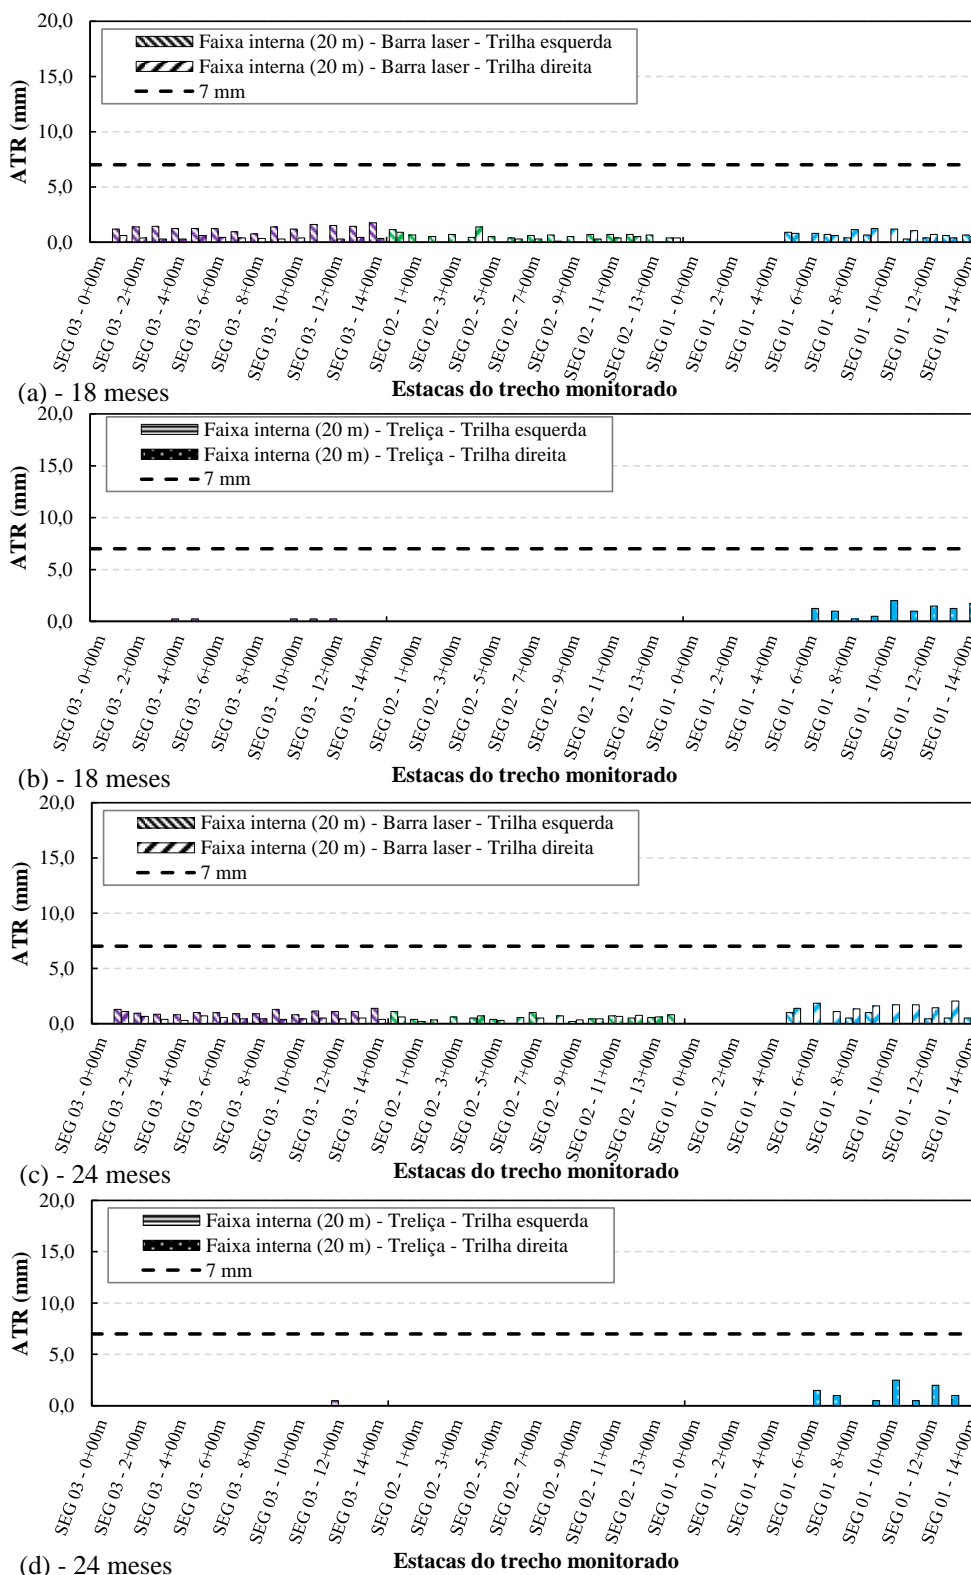 20,0
Faixa interna (20 m) - Barra laser - Trilha esquerda
Faixa interna (20 m) - Barra laser - Trilha direita
7 mm
15,0
10,0
5,0
0,0
ATR (mm)
SEG 03 - 0+00m
SEG 03 - 2+00m
SEG 03 - 4+00m
SEG 03 - 6+00m
SEG 03 - 8+00m
SEG 03 - 10+00m
SEG 03 - 12+00m
SEG 03 - 14+00m
SEG 02 - 1+00m
SEG 02 - 3+00m
SEG 02 - 5+00m
SEG 02 - 7+00m
SEG 02 - 9+00m
SEG 02 - 11+00m
SEG 02 - 13+00m
SEG 01 - 0+00m
SEG 01 - 2+00m
SEG 01 - 4+00m
SEG 01 - 6+00m
SEG 01 - 8+00m
SEG 01 - 10+00m
SEG 01 - 12+00m
SEG 01 - 14+00m
Estacas do trecho monitorado
(a) - 18 meses
20,0
Faixa interna (20 m) - Treliça - Trilha esquerda
Faixa interna (20 m) - Treliça - Trilha direita
7 mm
15,0
10,0
5,0
0,0
ATR (mm)
SEG 03 - 0+00m
SEG 03 - 2+00m
SEG 03 - 4+00m
SEG 03 - 6+00m
SEG 03 - 8+00m
SEG 03 - 10+00m
SEG 03 - 12+00m
SEG 03 - 14+00m
SEG 02 - 1+00m
SEG 02 - 3+00m
SEG 02 - 5+00m
SEG 02 - 7+00m
SEG 02 - 9+00m
SEG 02 - 11+00m
SEG 02 - 13+00m
SEG 01 - 0+00m
SEG 01 - 2+00m
SEG 01 - 4+00m
SEG 01 - 6+00m
SEG 01 - 8+00m
SEG 01 - 10+00m
SEG 01 - 12+00m
SEG 01 - 14+00m
Estacas do trecho monitorado
(b) - 18 meses
20,0
Faixa interna (20 m) - Barra laser - Trilha esquerda
Faixa interna (20 m) - Barra laser - Trilha direita
7 mm
15,0
10,0
5,0
0,0
ATR (mm)
SEG 03 - 0+00m
SEG 03 - 2+00m
SEG 03 - 4+00m
SEG 03 - 6+00m
SEG 03 - 8+00m
SEG 03 - 10+00m
SEG 03 - 12+00m
SEG 03 - 14+00m
SEG 02 - 1+00m
SEG 02 - 3+00m
SEG 02 - 5+00m
SEG 02 - 7+00m
SEG 02 - 9+00m
SEG 02 - 11+00m
SEG 02 - 13+00m
SEG 01 - 0+00m
SEG 01 - 2+00m
SEG 01 - 4+00m
SEG 01 - 6+00m
SEG 01 - 8+00m
SEG 01 - 10+00m
SEG 01 - 12+00m
SEG 01 - 14+00m
Estacas do trecho monitorado
(c) - 24 meses
20,0
Faixa interna (20 m) - Treliça - Trilha esquerda
Faixa interna (20 m) - Treliça - Trilha direita
7 mm
15,0
10,0
5,0
0,0
ATR (mm)
SEG 03 - 0+00m
SEG 03 - 2+00m
SEG 03 - 4+00m
SEG 03 - 6+00m
SEG 03 - 8+00m
SEG 03 - 10+00m
SEG 03 - 12+00m
SEG 03 - 14+00m
SEG 02 - 1+00m
SEG 02 - 3+00m
SEG 02 - 5+00m
SEG 02 - 7+00m
SEG 02 - 9+00m
SEG 02 - 11+00m
SEG 02 - 13+00m
SEG 01 - 0+00m
SEG 01 - 2+00m
SEG 01 - 4+00m
SEG 01 - 6+00m
SEG 01 - 8+00m
SEG 01 - 10+00m
SEG 01 - 12+00m
SEG 01 - 14+00m
Estacas do trecho monitorado
(d) - 24 meses